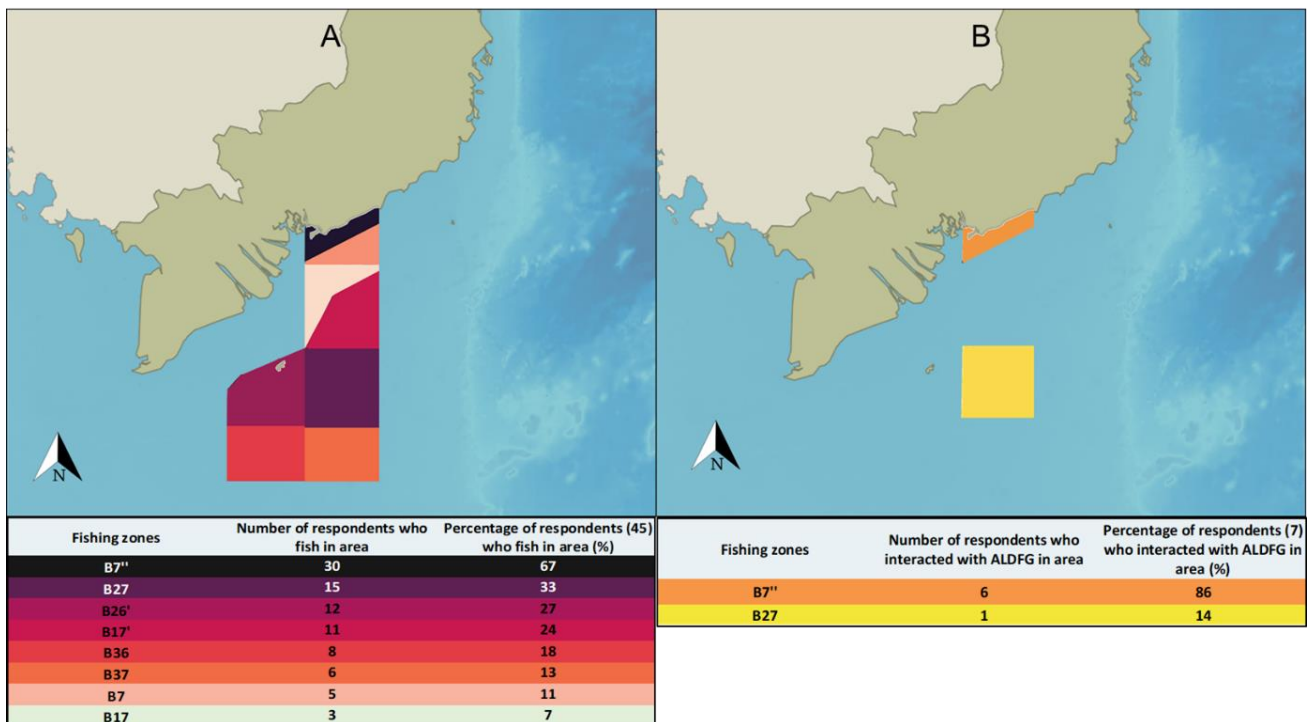 A
B
N
N
Fishing zones Number of respondents who fish in area Percentage of respondents (45) who fish in area (%)
B7'' 30 67
B27 15 33
B26' 12 27
B17' 11 24
B36 8 18
B37 6 13
B7 5 11
B17 3 7
Fishing zones Number of respondents who interacted with ALDFG in area Percentage of respondents (7) who interacted with ALDFG in area (%)
B7'' 6 86
B27 1 14